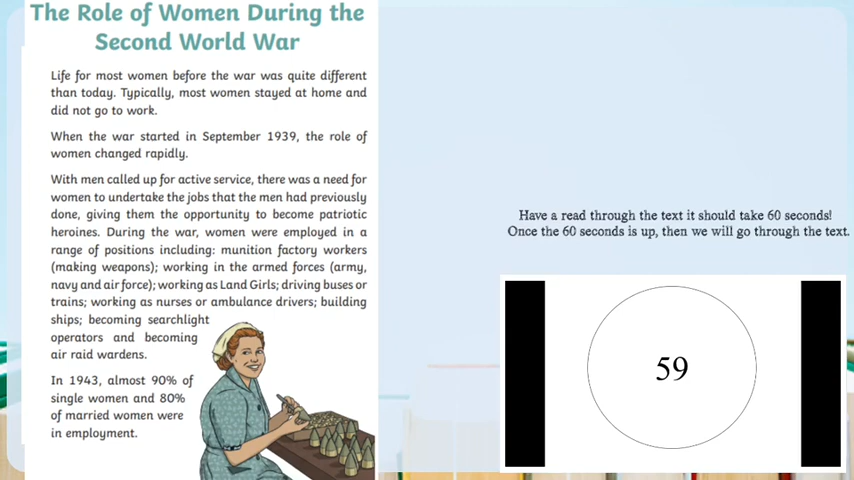 The Role of Women During the
Second World War
Life for most women before the war was quite different
than today. Typically, most women stayed at home and
did not go to work.
When the war started in September 1939, the role of
women changed rapidly.
With men called up for active service, there was a need for
women to undertake the jobs that the men had previously
done, giving them the opportunity to become patriotic
heroines. During the war, women were employed in a
range of positions including: munition factory workers
(making weapons); working in the armed forces (army,
navy and air force); working as Land Girls; driving buses or
trains; working as nurses or ambulance drivers; building
ships; becoming searchlight
operators and becoming
air raid wardens.
In 1943, almost 90% of
single women and 80%
of married women were
in employment.
Have a read through the text it should take 60 seconds!
Once the 60 seconds is up, then we will go through the text.
59